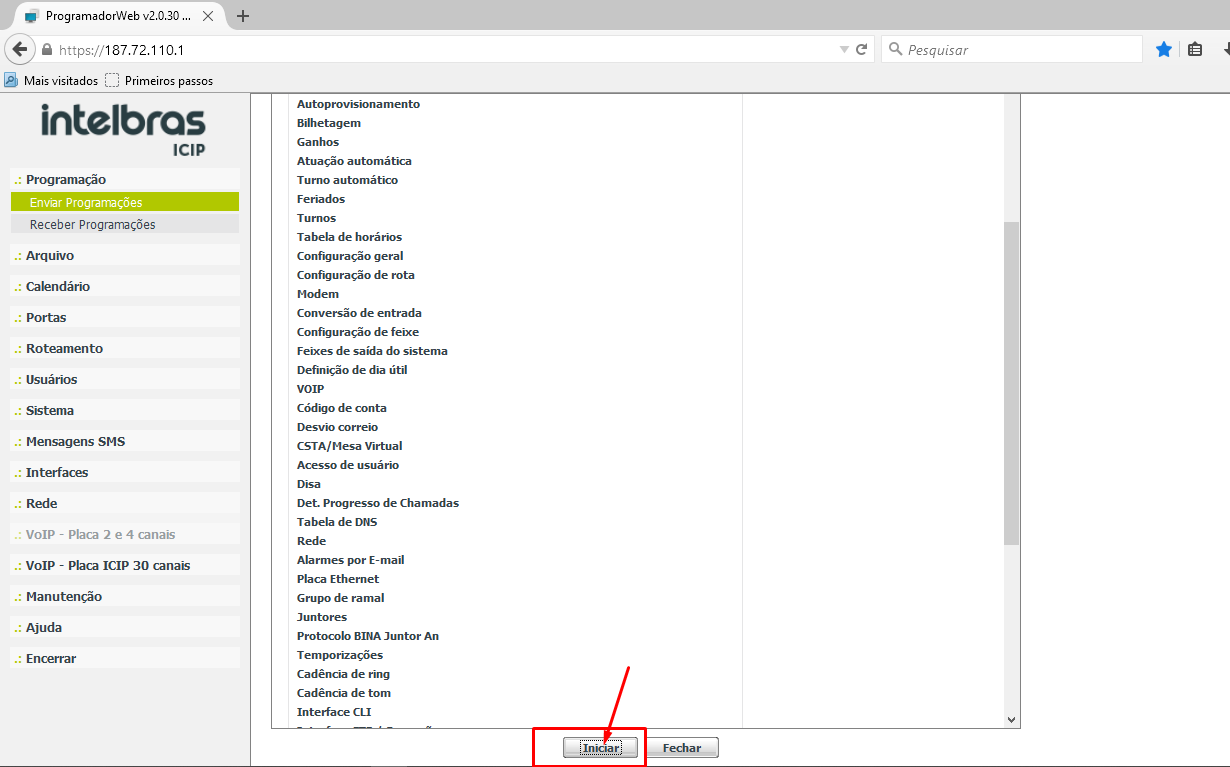 ProgramadorWeb v2.0.30 ...
https://187.72.110.1
Pesquisar
Mais visitados
Primeiros passos
intelbras
ICIP
.: Programação
Enviar Programações
Receber Programações
.: Arquivo
.: Calendário
.: Portas
.: Roteamento
.: Usuários
.: Sistema
.: Mensagens SMS
.: Interfaces
.: Rede
.: VoIP - Placa 2 e 4 canais
.: VoIP - Placa ICIP 30 canais
.: Manutenção
.: Ajuda
.: Encerrar
Autoprovisionamento
Bilhetagem
Ganhos
Atuação automática
Turno automático
Feriados
Turnos
Tabela de horários
Configuração geral
Configuração de rota
Modem
Conversão de entrada
Configuração de feixe
Feixes de saída do sistema
Definição de dia útil
VOIP
Código de conta
Desvio correio
CSTA/Mesa Virtual
Acesso de usuário
Disa
Det. Progresso de Chamadas
Tabela de DNS
Rede
Alarmes por E-mail
Placa Ethernet
Grupo de ramal
Juntores
Protocolo BINA Juntor An
Temporizações
Cadência de ring
Cadência de tom
Interface CLI
Iniciar
Fechar